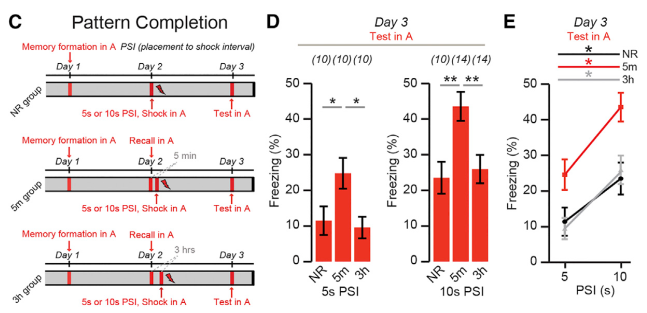 C
Pattern Completion
Memory formation in A
PSI (placement to shock interval)
Day 1
Day 2
Day 3
NR group
5s or 10s PSI, Shock in A
Test in A
Memory formation in A
Recall in A
5 min
Day 1
Day 2
Day 3
5m group
5s or 10s PSI, Shock in A
Test in A
Memory formation in A
Recall in A
3 hrs
Day 1
Day 2
Day 3
3h group
5s or 10s PSI, Shock in A
Test in A
D
Day 3
Test in A
(10) (10) (10)
Freezing (%)
50
40
30
20
10
0
* *
NR 5m 3h
5s PSI
(10) (14) (14)
Freezing (%)
50
40
30
20
10
0
** **
NR 5m 3h
10s PSI
E
* NR
* 5m
* 3h
Freezing (%)
50
40
30
20
10
0
5 10
PSI (s)